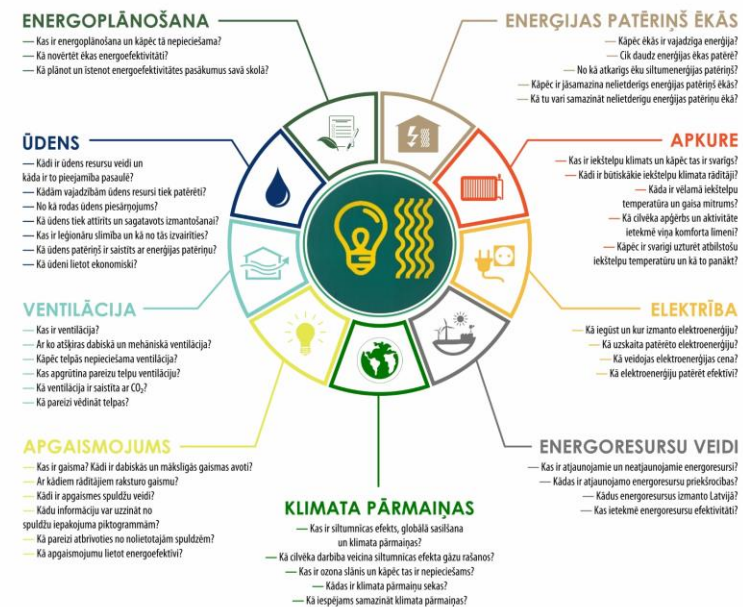 ENERGOPLĀNOŠANA
— Kas ir energoplānošana un kāpēc tā nepieciešama?
— Kā novērtēt ēkas energoefektivitāti?
— Kā plānot un īstenot energoefektivitātes pasākumus savā skolā?
ENERĢIJAS PATĒRIŅŠ ĒKĀS
— Kāpēc ēkās ir vajadzīga enerģija?
— Cik daudz enerģijas ēkas patērē?
— No kā atkarīgs ēku siltumenerģijas patēriņš?
— Kāpēc ir jāsamazina nelietderīgs enerģijas patēriņš ēkās?
— Kā tu vari samazināt nelietderīgu enerģijas patēriņu ēkā?
ŪDENS
— Kādi ir ūdens resursu veidi un
kāda ir to pieejamība pasaulē?
— Kādām vajadzībām ūdens resursi tiek patērēti?
— No kā rodas ūdens piesārņojums?
— Kā ūdens tiek attīrīts un sagatavots izmantošanai?
— Kas ir leģionāru slimība un kā no tās izvairīties?
— Kā ūdens patēriņš ir saistīts ar enerģijas patēriņu?
— Kā ūdeni lietot ekonomiski?
APKURE
— Kas ir iekštelpu klimats un kāpēc tas ir svarīgs?
— Kādi ir būtiskākie iekštelpu klimata rādītāji?
— Kāda ir vēlamā iekštelpu
temperatūra un gaisa mitrums?
— Kā cilvēka apģērbs un aktivitāte
ietekmē viņa komforta līmeni?
— Kāpēc ir svarīgi uzturēt atbilstošu
iekštelpu temperatūru un kā to panākt?
VENTILĀCIJA
— Kas ir ventilācija?
— Ar ko atšķiras dabiskā un mehāniskā ventilācija?
— Kāpēc telpās nepieciešama ventilācija?
— Kas apgrūtina pareizu telpu ventilāciju?
— Kā ventilācija ir saistīta ar CO₂?
— Kā pareizi vēdināt telpas?
ELEKTRĪBA
— Kā iegūst un kur izmanto elektroenerģiju?
— Kā uzskaita patērēto elektroenerģiju?
— Kā veidojas elektroenerģijas cena?
— Kā elektroenerģiju patērēt efektīvi?
APGAISMOJUMS
— Kas ir gaisma? Kādi ir dabiskās un mākslīgās gaismas avoti?
— Ar kādiem rādītājiem raksturo gaismu?
— Kādi ir apgaismes spuldžu veidi?
— Kādu informāciju var uzzināt no
spuldžu iepakojuma piktogrammām?
— Kā pareizi atbrīvoties no nolietotajām spuldzēm?
— Kā apgaismojumu lietot energoefektīvi?
ENERGORESURSU VEIDI
— Kas ir atjaunojamie un neatjaunojamie energoresursi?
— Kādas ir atjaunojamo energoresursu priekšrocības?
— Kādus energoresursus izmanto Latvijā?
— Kas ietekmē energoresursu efektivitāti?
KLIMATA PĀRMAIŅAS
— Kas ir siltumnīcas efekts, globālā sasilšana
un klimata pārmaiņas?
— Kā cilvēka darbība veicina siltumnīcas efekta gāzu rašanos?
— Kas ir ozona slānis un kāpēc tas ir nepieciešams?
— Kādas ir klimata pārmaiņu sekas?
— Kā iespējams samazināt klimata pārmaiņas?